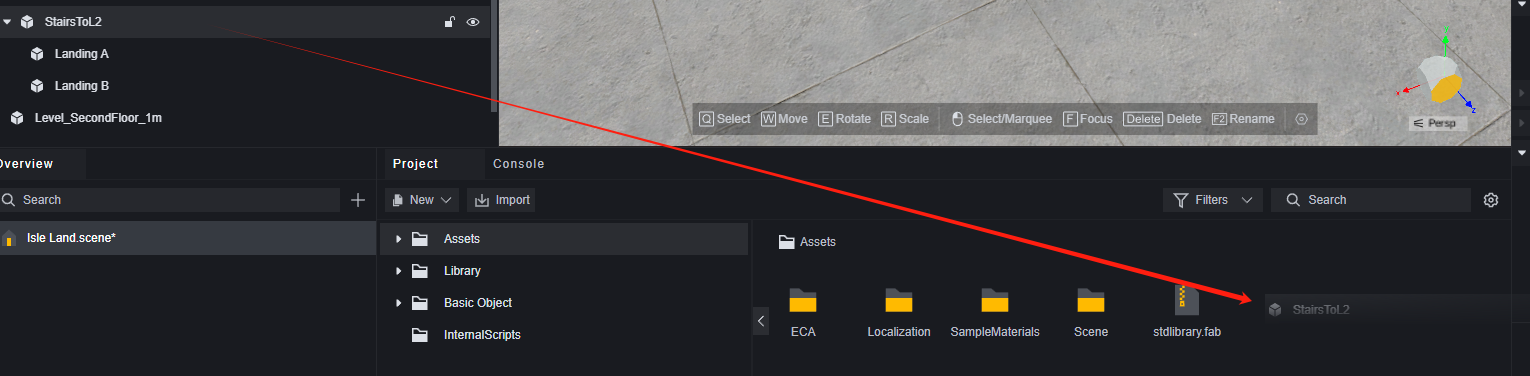 StairsToL2
Landing A
Landing B
Level_SecondFloor_1m
Y
X
Z
Persp
Q Select W Move E Rotate R Scale Select/Marquee F Focus Delete Delete F2 Rename
Overview
Project Console
Search
New Import
Filters
Search
Isle Land.scene*
Assets
Library
Basic Object
InternalScripts
Assets
ECA Localization SampleMaterials Scene stdlibrary.fab
StairsToL2